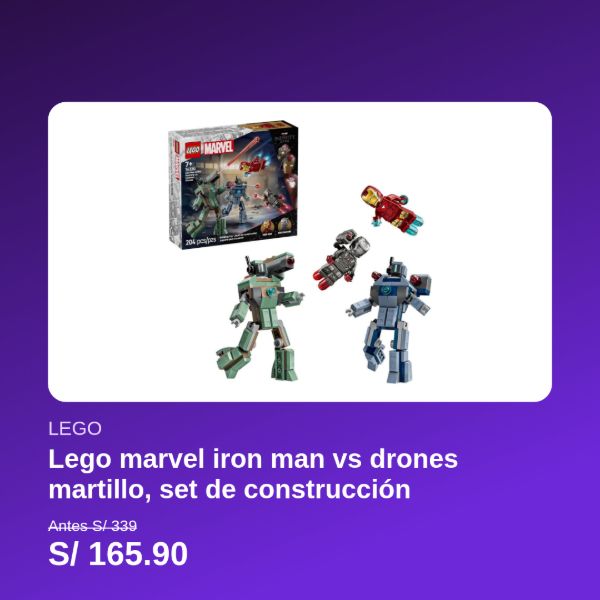 LEGO MARVEL
7+
204 pcs/pzs
LEGO
Lego marvel iron man vs drones
martillo, set de construcción
Antes S/ 339
S/ 165.90